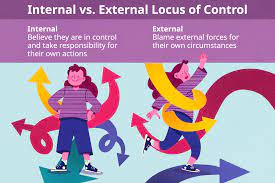 Internal vs. External Locus of Control
Internal
Believe they are in control
and take responsibility for
their own actions
External
Blame external forces for
their own circumstances